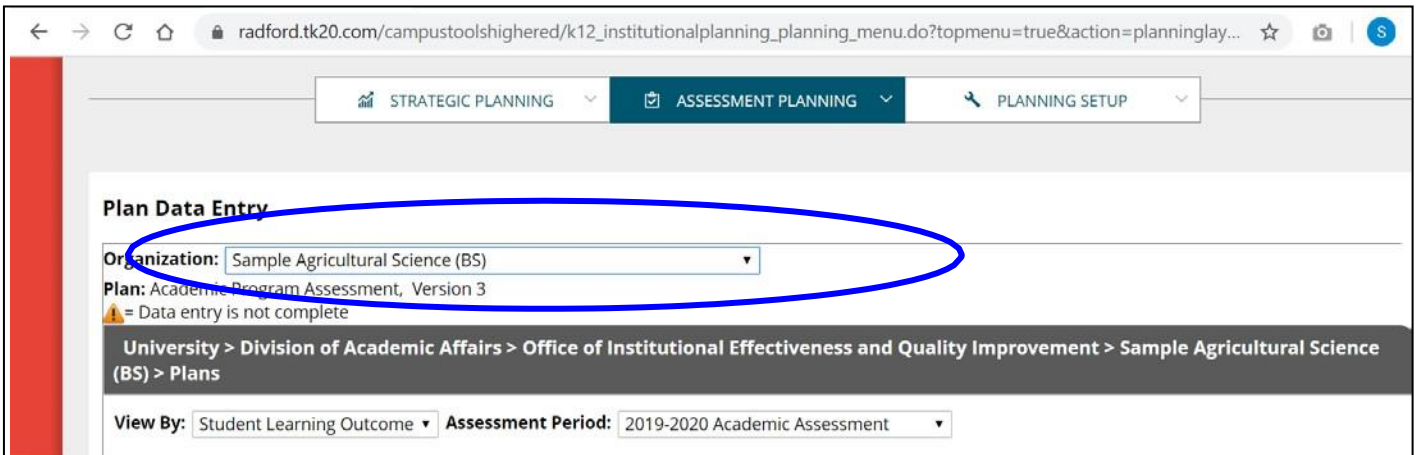 radford.tk20.com/campustoolshighered/k12_institutionalplanning_planning_menu.do?topmenu=true&action=planninglay...
S
STRATEGIC PLANNING
ASSESSMENT PLANNING
PLANNING SETUP
Plan Data Entry
Organization: Sample Agricultural Science (BS)
Plan: Academic Program Assessment, Version 3
= Data entry is not complete
University > Division of Academic Affairs > Office of Institutional Effectiveness and Quality Improvement > Sample Agricultural Science
(BS) > Plans
View By: Student Learning Outcome Assessment Period: 2019-2020 Academic Assessment